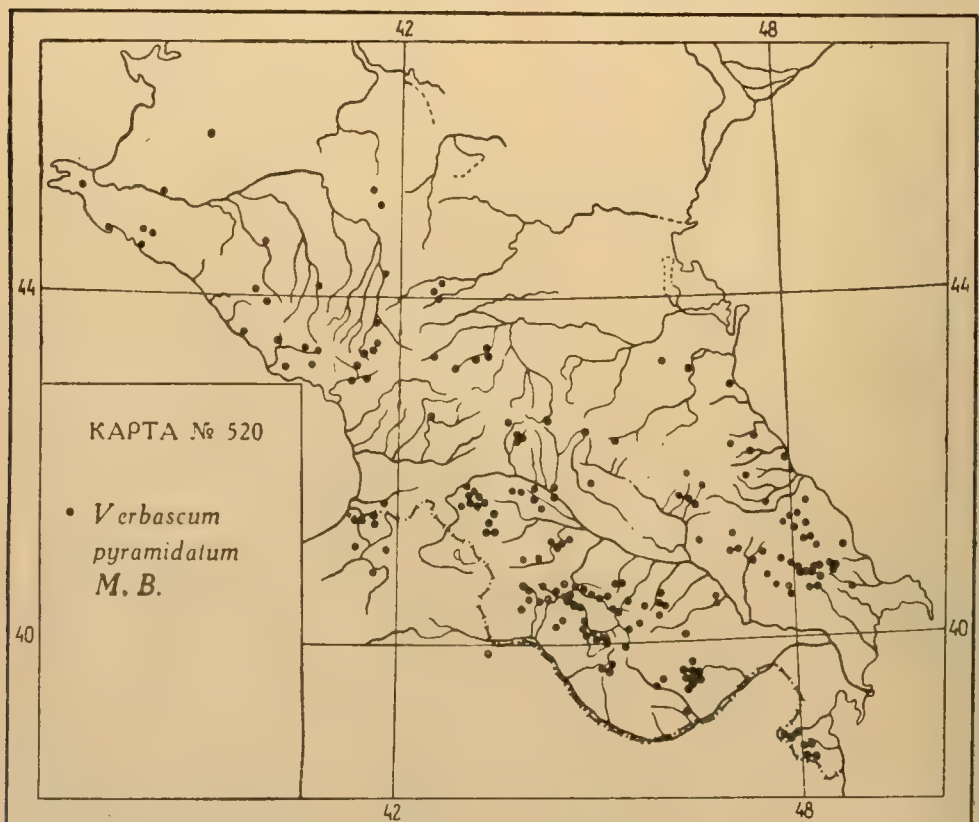 42 48
44 44
КАРТА № 520
Verbascum
pyramidatum
M. B.
40 40
42 48